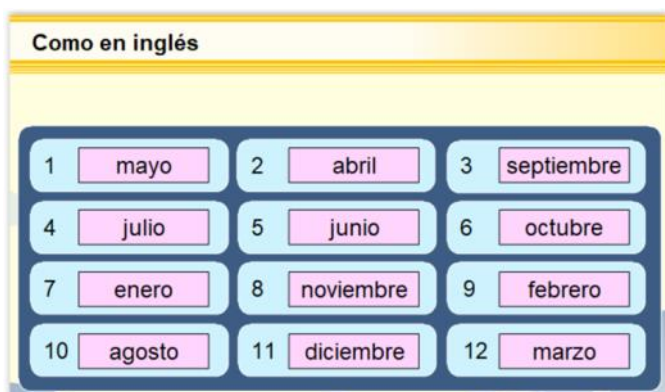 Como en inglés
1 mayo 2 abril 3 septiembre
4 julio 5 junio 6 octubre
7 enero 8 noviembre 9 febrero
10 agosto 11 diciembre 12 marzo